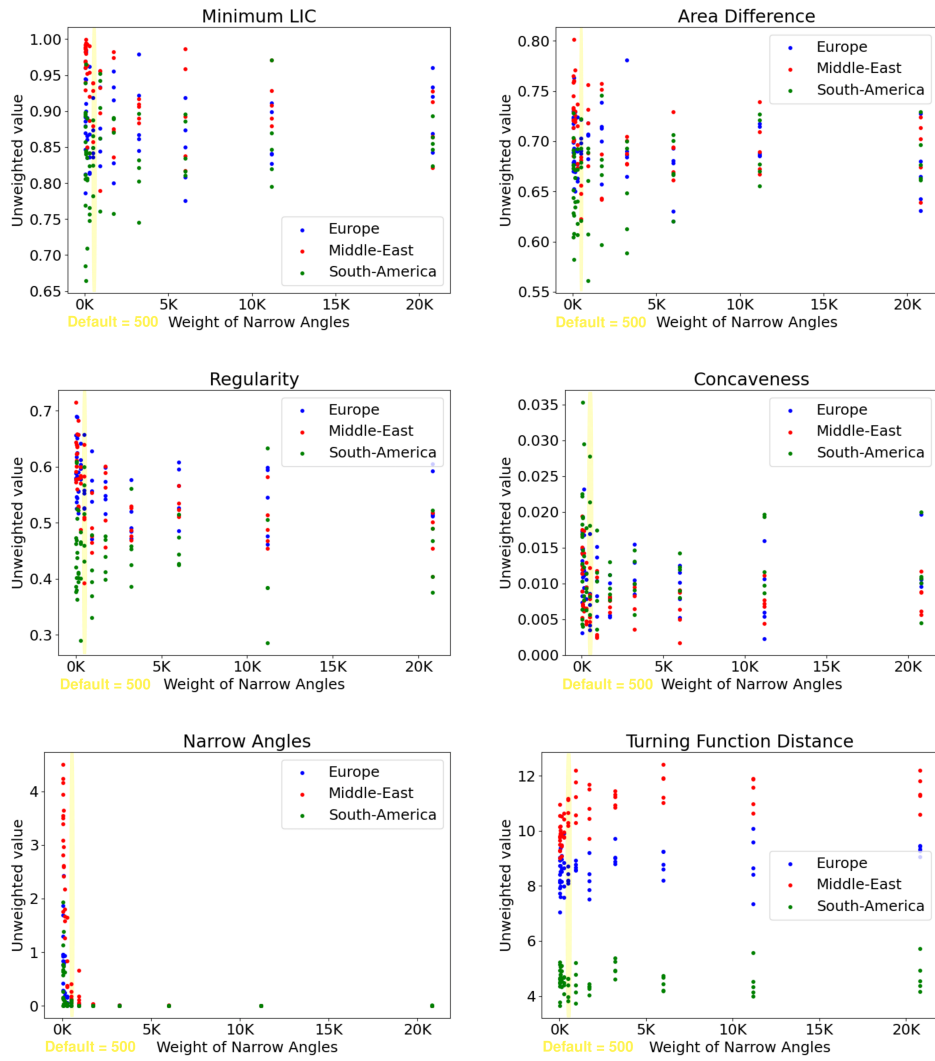 Minimum LIC
Unweighted value
1.00
0.95
0.90
0.85
0.80
0.75
0.70
0.65
Europe
Middle-East
South-America
0K
5K
10K
15K
20K
Default = 500
Weight of Narrow Angles
Area Difference
Unweighted value
0.80
0.75
0.70
0.65
0.60
0.55
Europe
Middle-East
South-America
0K
5K
10K
15K
20K
Default = 500
Weight of Narrow Angles
Regularity
Unweighted value
0.7
0.6
0.5
0.4
0.3
Europe
Middle-East
South-America
0K
5K
10K
15K
20K
Default = 500
Weight of Narrow Angles
Concaveness
Unweighted value
0.035
0.030
0.025
0.020
0.015
0.010
0.005
0.000
Europe
Middle-East
South-America
0K
5K
10K
15K
20K
Default = 500
Weight of Narrow Angles
Narrow Angles
Unweighted value
4
3
2
1
0
Europe
Middle-East
South-America
0K
5K
10K
15K
20K
Default = 500
Weight of Narrow Angles
Turning Function Distance
Unweighted value
12
10
8
6
4
Europe
Middle-East
South-America
0K
5K
10K
15K
20K
Default = 500
Weight of Narrow Angles